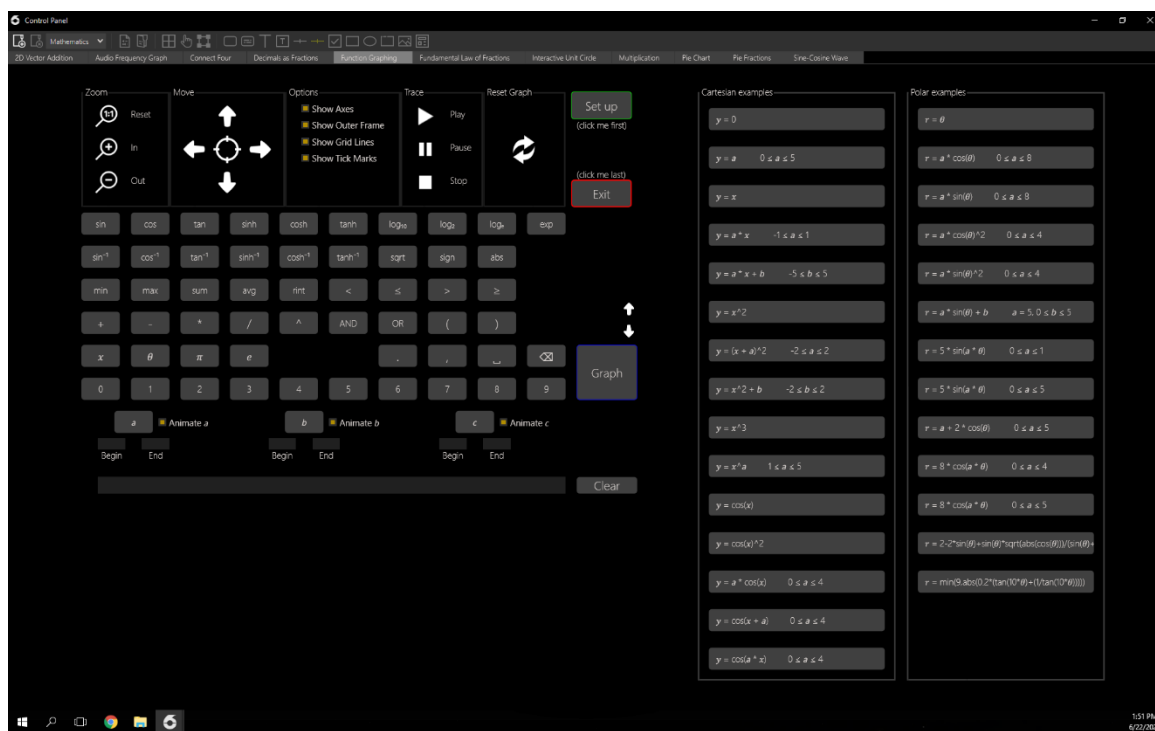 Control Panel
Mathematics
2D Vector Addition Audio Frequency Graph Connect Four Decimals as Fractions Function Graphing Fundamental Law of Fractions Interactive Unit Circle Multiplication Pie Chart Pie Fractions Sine-Cosine Wave
Zoom Move Options Trace Reset Graph
1:1 Reset
In
Out
Show Axes
Show Outer Frame
Show Grid Lines
Show Tick Marks
Play
Pause
Stop
Set up
(click me first)
(click me last)
Exit
sin cos tan sinh cosh tanh log₁₀ log₂ logₑ exp
sin⁻¹ cos⁻¹ tan⁻¹ sinh⁻¹ cosh⁻¹ tanh⁻¹ sqrt sign abs
min max sum avg rint < ≤ > ≥
+ - * / ^ AND OR ( )
x θ π e . ,
0 1 2 3 4 5 6 7 8 9
Graph
a Animate a b Animate b c Animate c
Begin End Begin End Begin End
Clear
Cartesian examples
y = 0
y = a 0 ≤ a ≤ 5
y = x
y = a * x -1 ≤ a ≤ 1
y = a * x + b -5 ≤ b ≤ 5
y = x^2
y = (x + a)^2 -2 ≤ a ≤ 2
y = x^2 + b -2 ≤ b ≤ 2
y = x^3
y = x^a 1 ≤ a ≤ 5
y = cos(x)
y = cos(x)^2
y = a * cos(x) 0 ≤ a ≤ 4
y = cos(x + a) 0 ≤ a ≤ 4
y = cos(a * x) 0 ≤ a ≤ 4
Polar examples
r = θ
r = a * cos(θ) 0 ≤ a ≤ 8
r = a * sin(θ) 0 ≤ a ≤ 8
r = a * cos(θ)^2 0 ≤ a ≤ 4
r = a * sin(θ)^2 0 ≤ a ≤ 4
r = a * sin(θ) + b a = 5, 0 ≤ b ≤ 5
r = 5 * sin(a * θ) 0 ≤ a ≤ 1
r = 5 * sin(a * θ) 0 ≤ a ≤ 5
r = a + 2 * cos(θ) 0 ≤ a ≤ 5
r = 8 * cos(a * θ) 0 ≤ a ≤ 4
r = 8 * cos(a * θ) 0 ≤ a ≤ 5
r = 2-2*sin(θ)+sin(θ)*sqrt(abs(cos(θ)))/(sin(θ)+
r = min(9,abs(0.2*(tan(10*θ)+(1/tan(10*θ)))))
1:51 PM